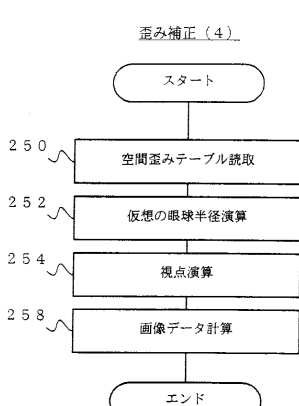 歪み補正(4)
スタート
250
空間歪みテーブル読取
252
仮想の眼球半径演算
254
視点演算
258
画像データ計算
エンド